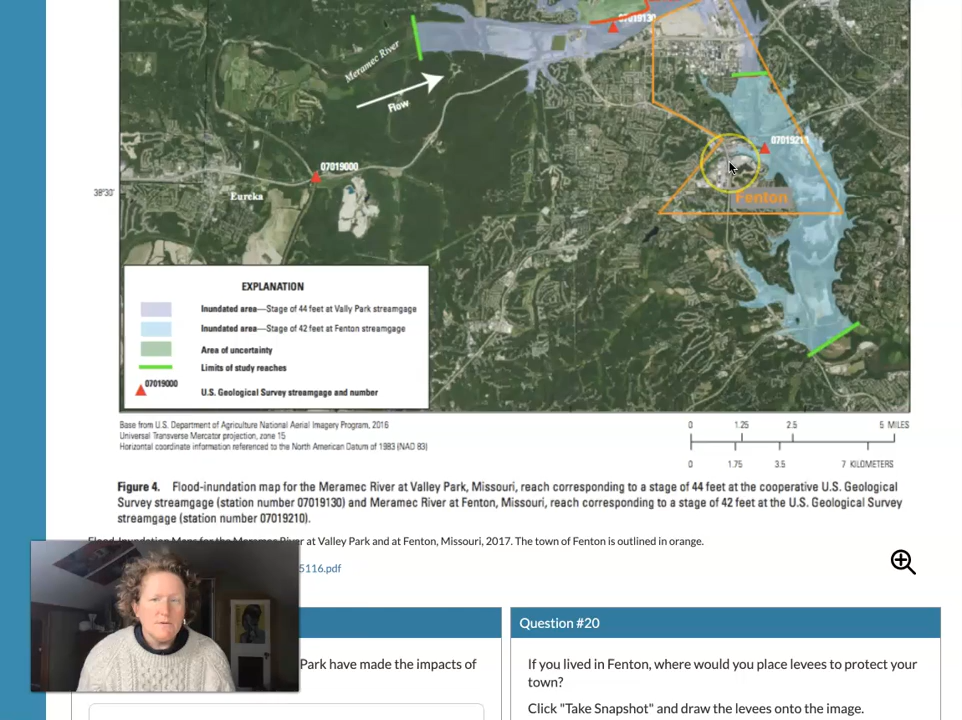 07019130
Meramec River
Flow
07019210
07019000
38°30'
Eureka
Fenton
EXPLANATION
Inundated area—Stage of 44 feet at Vally Park streamgage
Inundated area—Stage of 42 feet at Fenton streamgage
Area of uncertainty
Limits of study reaches
07019000
U.S. Geological Survey streamgage and number
Base from U.S. Department of Agriculture National Aerial Imagery Program, 2016
Universal Transverse Mercator projection, zone 15
Horizontal coordinate information referenced to the North American Datum of 1983 (NAD 83)
0 1.25 2.5 5 MILES
0 1.75 3.5 7 KILOMETERS
Figure 4. Flood-inundation map for the Meramec River at Valley Park, Missouri, reach corresponding to a stage of 44 feet at the cooperative U.S. Geological
Survey streamgage (station number 07019130) and Meramec River at Fenton, Missouri, reach corresponding to a stage of 42 feet at the U.S. Geological Survey
streamgage (station number 07019210).
Flood-Inundation Maps for the Meramec River at Valley Park and at Fenton, Missouri, 2017. The town of Fenton is outlined in orange.
5116.pdf
Park have made the impacts of
Question #20
If you lived in Fenton, where would you place levees to protect your
town?
Click "Take Snapshot" and draw the levees onto the image.